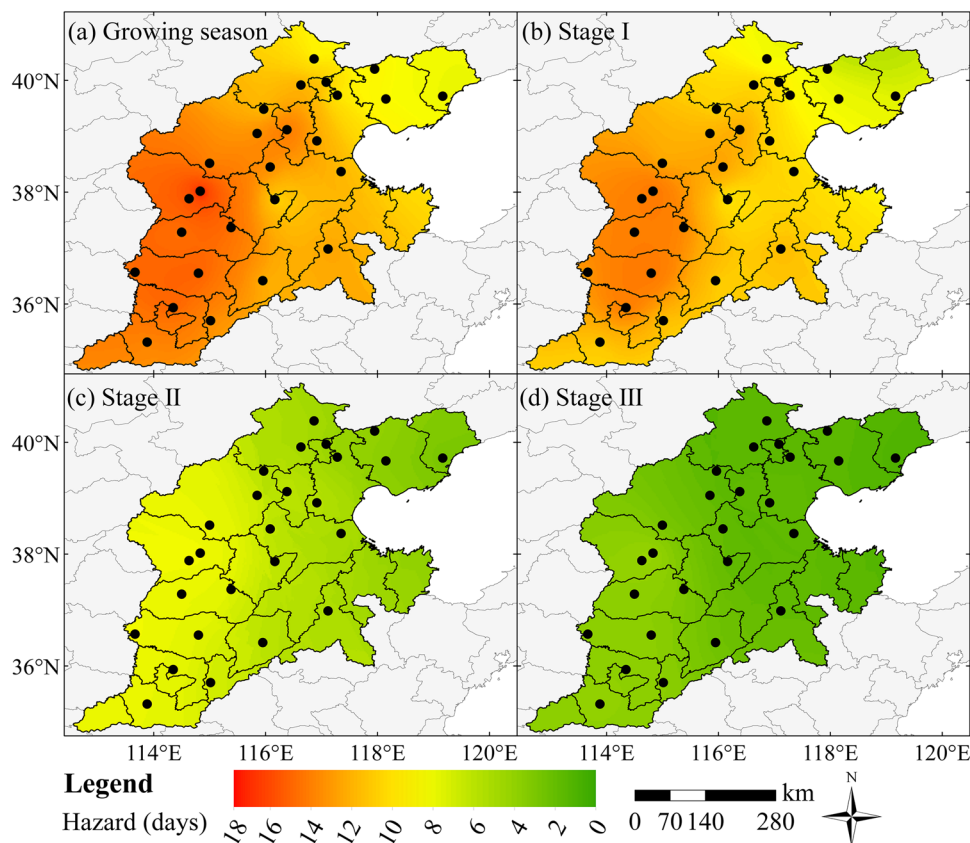 (a) Growing season
(b) Stage I
40°N
38°N
36°N
(c) Stage II
(d) Stage III
40°N
38°N
36°N
114°E 116°E 118°E 120°E 114°E 116°E 118°E 120°E
Legend
Hazard (days)
18 16 14 12 10 8 6 4 2 0
km
0 70 140 280
N